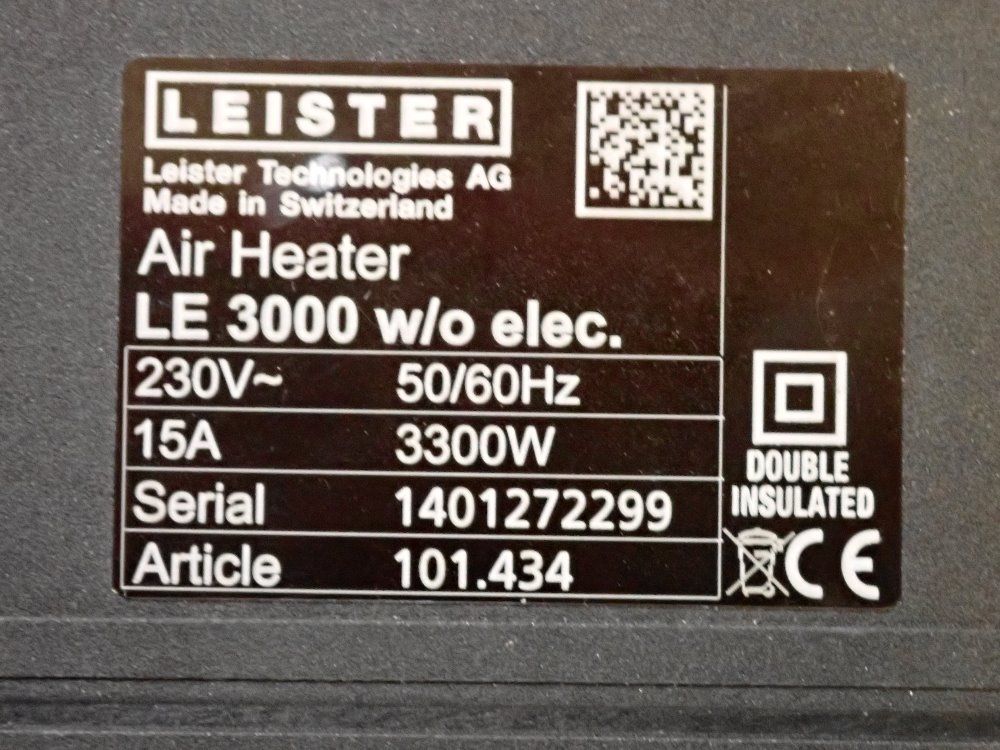 LEISTER
Leister Technologies AG
Made in Switzerland
Air Heater
LE 3000 w/o elec.
230V~ 50/60Hz
15A 3300W
Serial 1401272299
Article 101.434
DOUBLE
INSULATED
CE